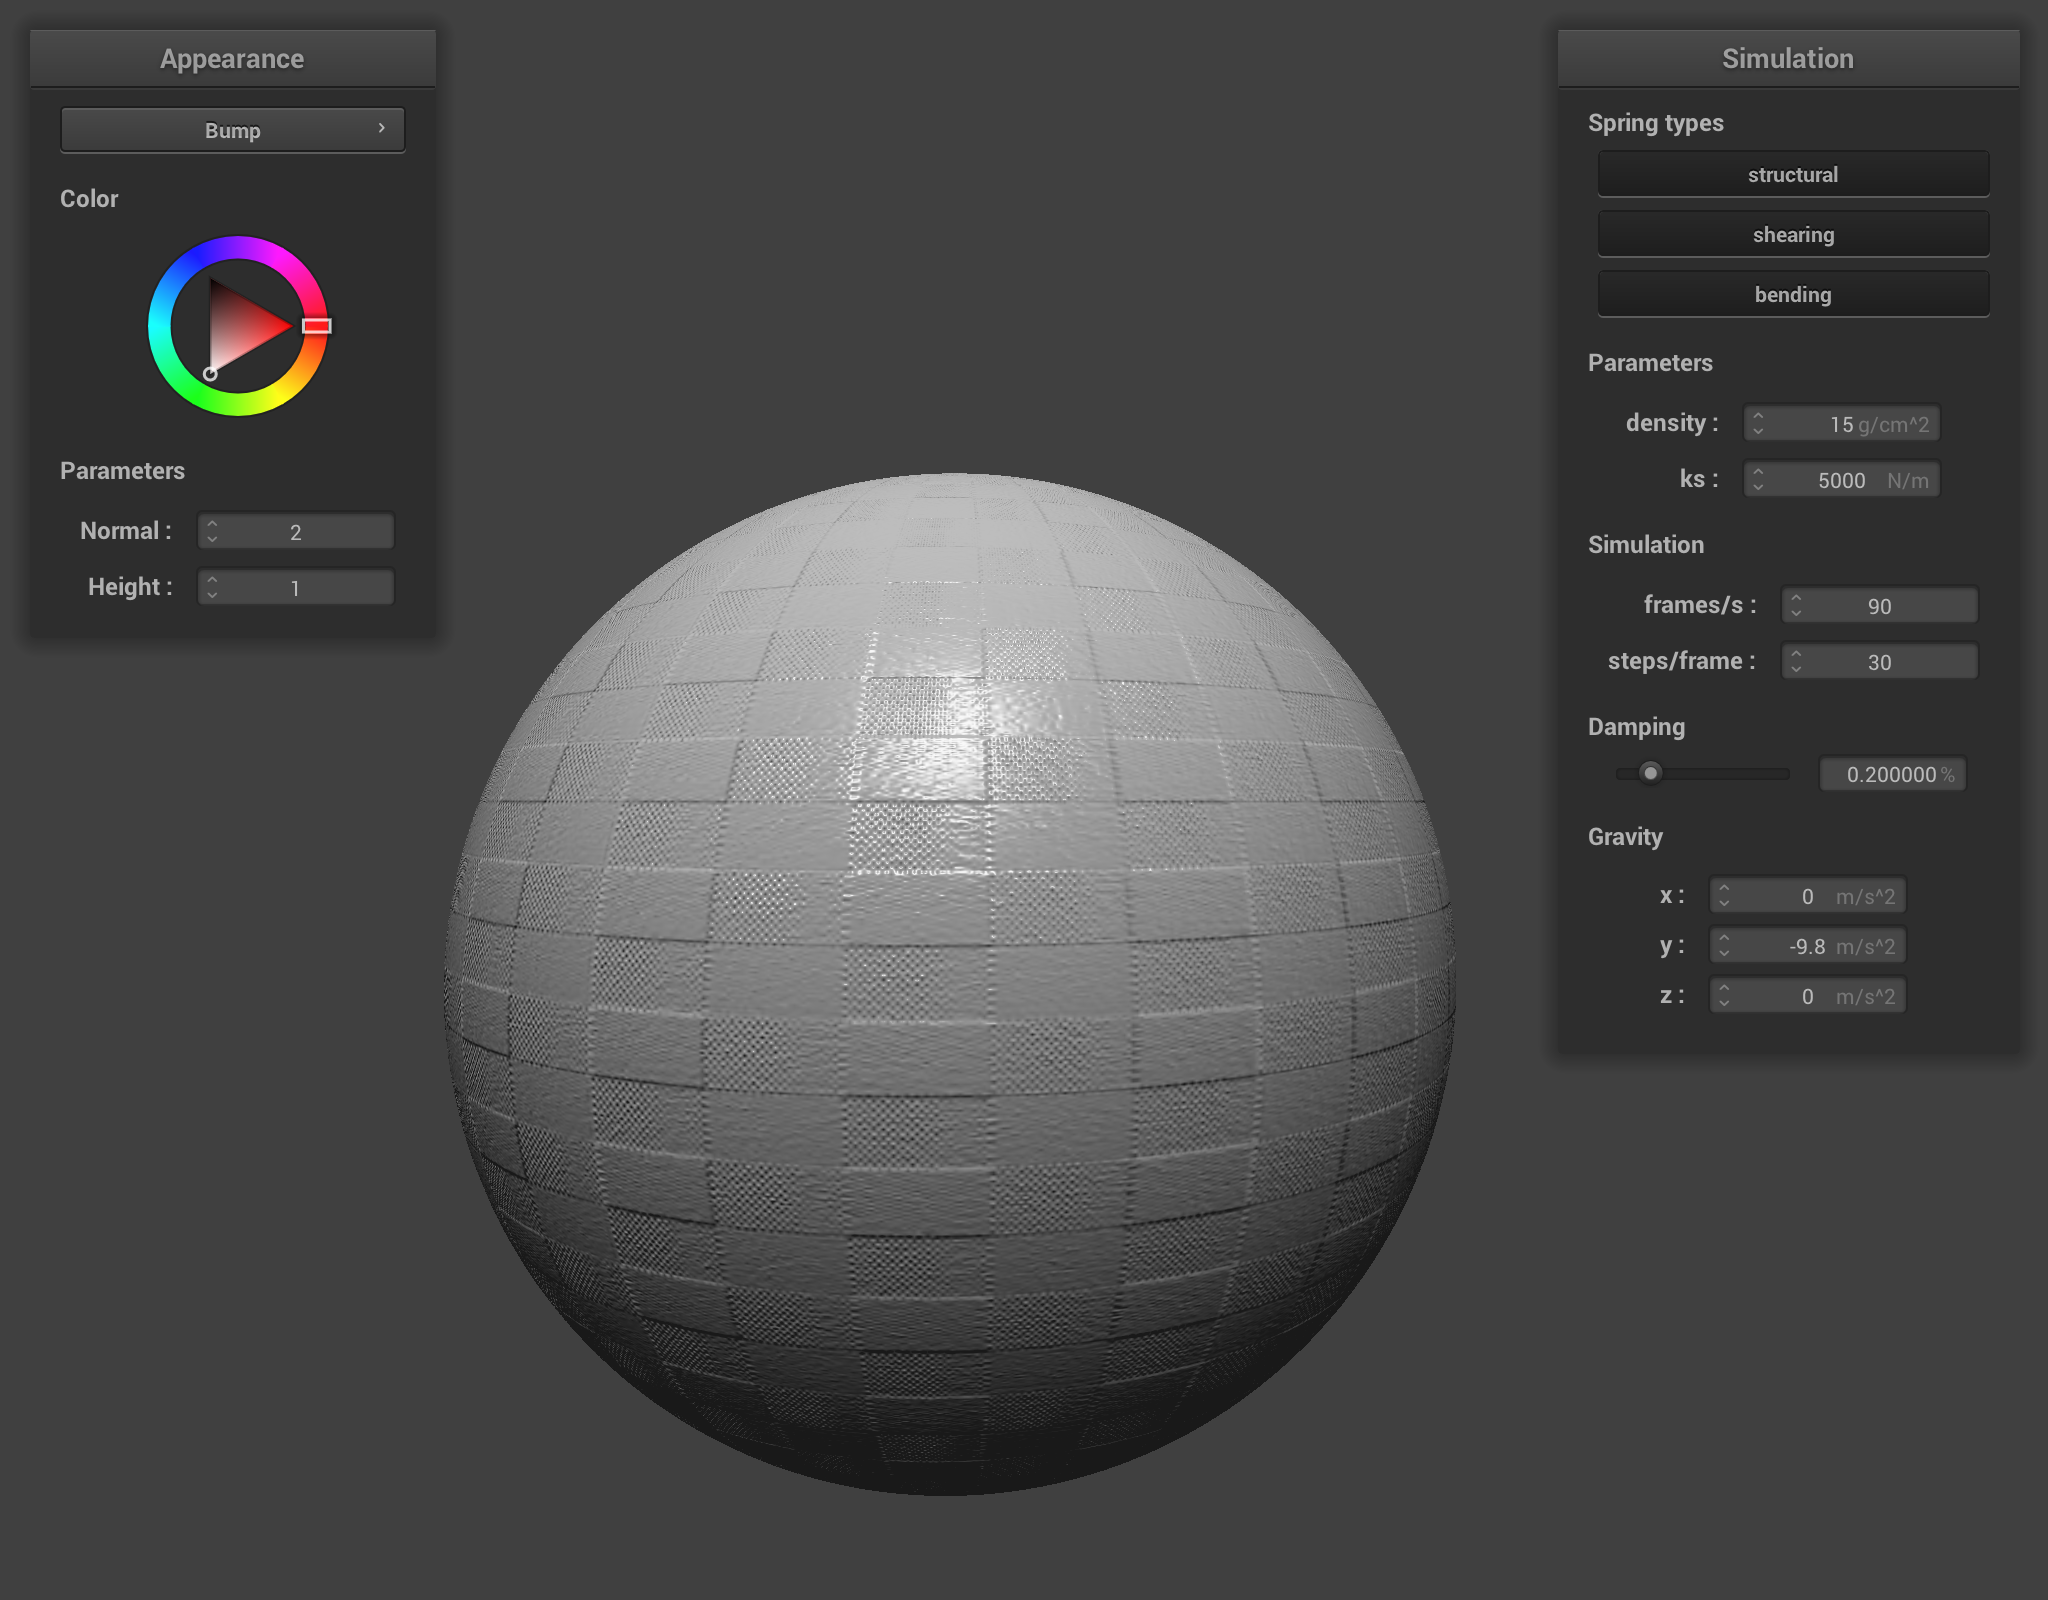 Appearance
Bump
Color
Parameters
Normal : 2
Height : 1
Simulation
Spring types
structural
shearing
bending
Parameters
density : 15 g/cm^2
ks : 5000 N/m
Simulation
frames/s : 90
steps/frame : 30
Damping
0.200000 %
Gravity
x : 0 m/s^2
y : -9.8 m/s^2
z : 0 m/s^2